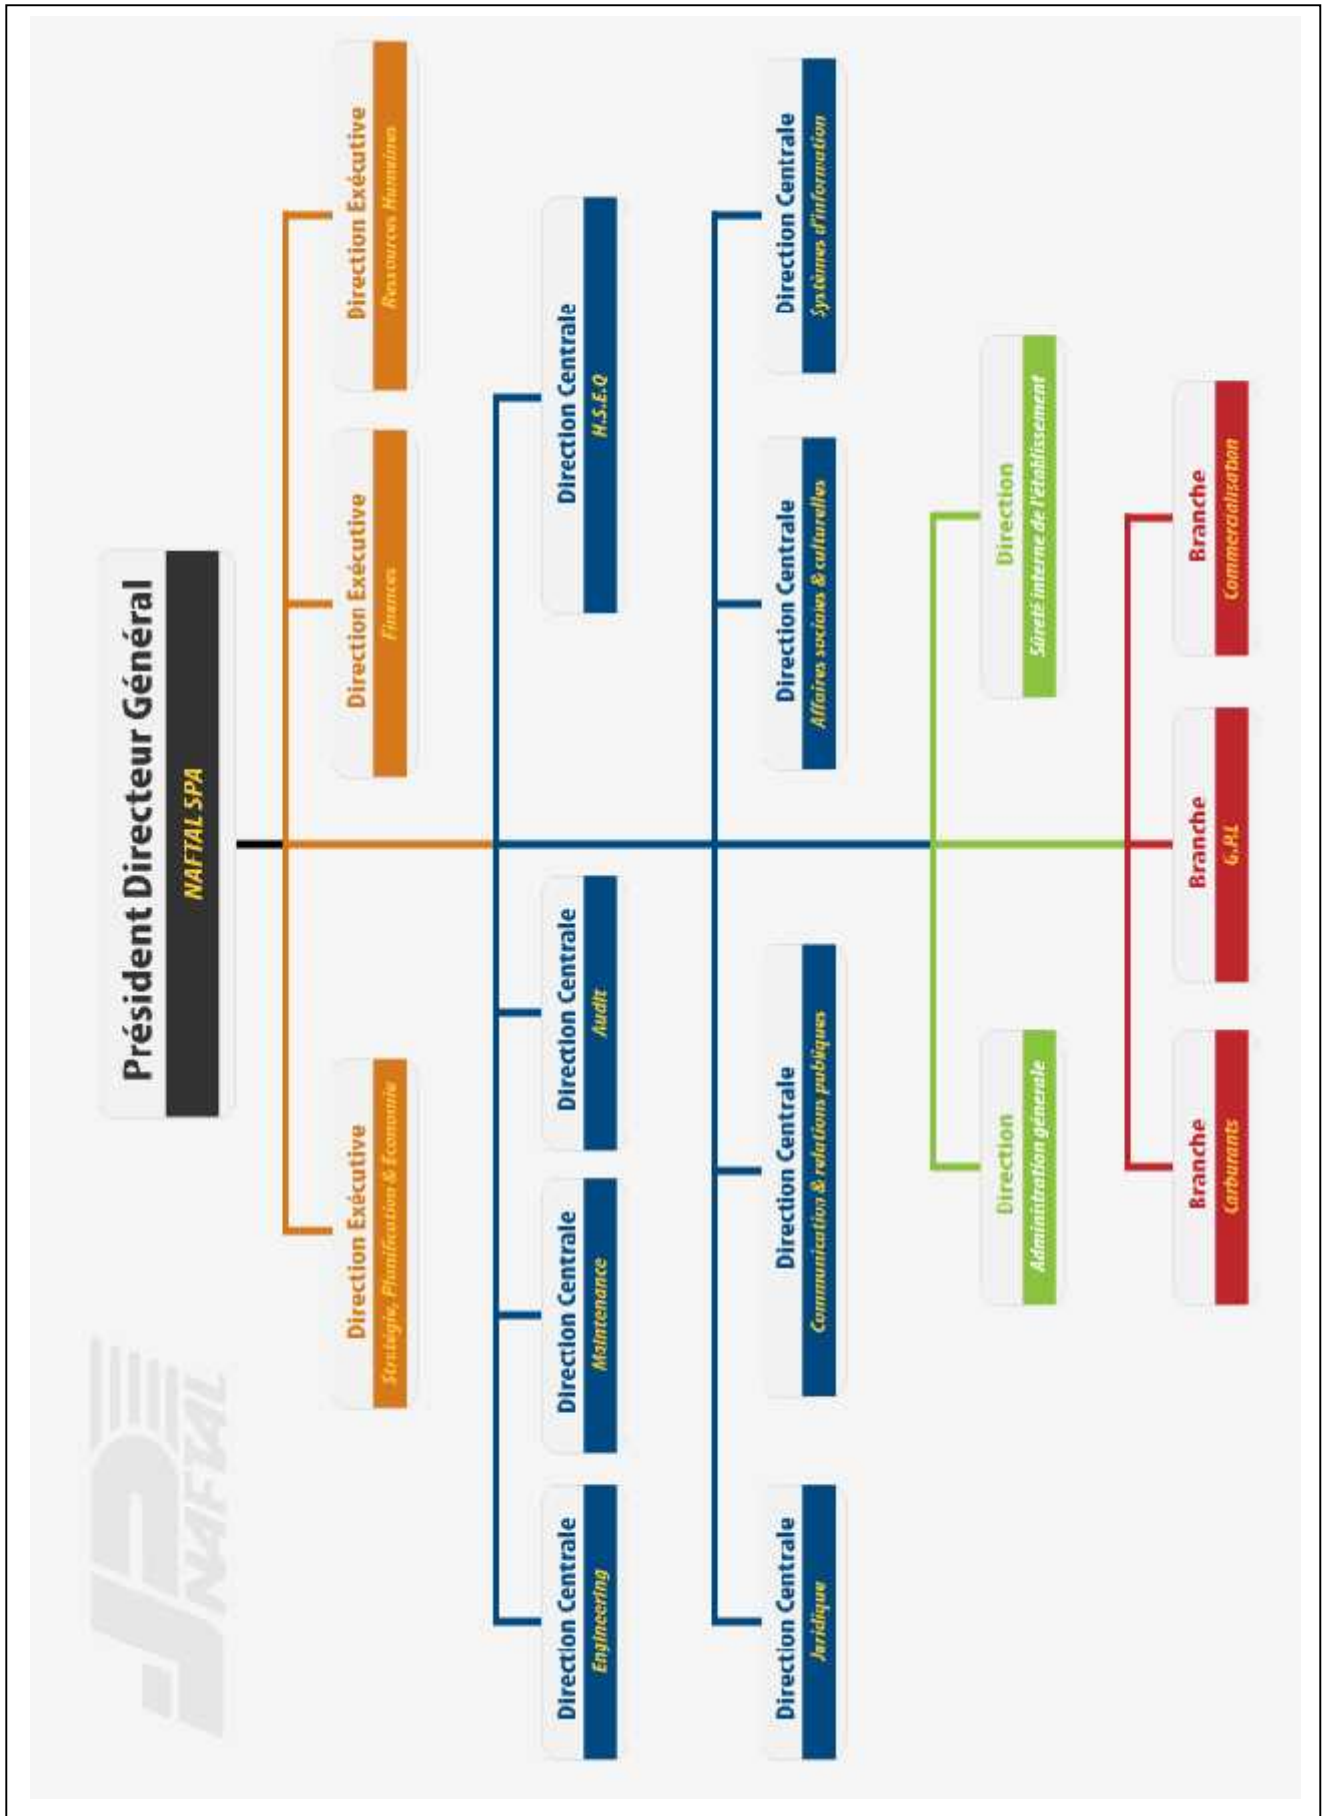 NAFTAL
Président Directeur Général
NAFTAL SPA
Direction Exécutive
Stratégie, Planification & Economie
Direction Exécutive
Finances
Direction Exécutive
Ressources Humaines
Direction Centrale
Engineering
Direction Centrale
Maintenance
Direction Centrale
Audit
Direction Centrale
H.S.E.Q
Direction Centrale
Juridique
Direction Centrale
Communication & relations publiques
Direction Centrale
Affaires sociales & culturelles
Direction Centrale
Systèmes d'information
Direction
Administration génerale
Direction
Sûreté interne de l'établissement
Branche
Carburants
Branche
G.P.L
Branche
Commercialisation